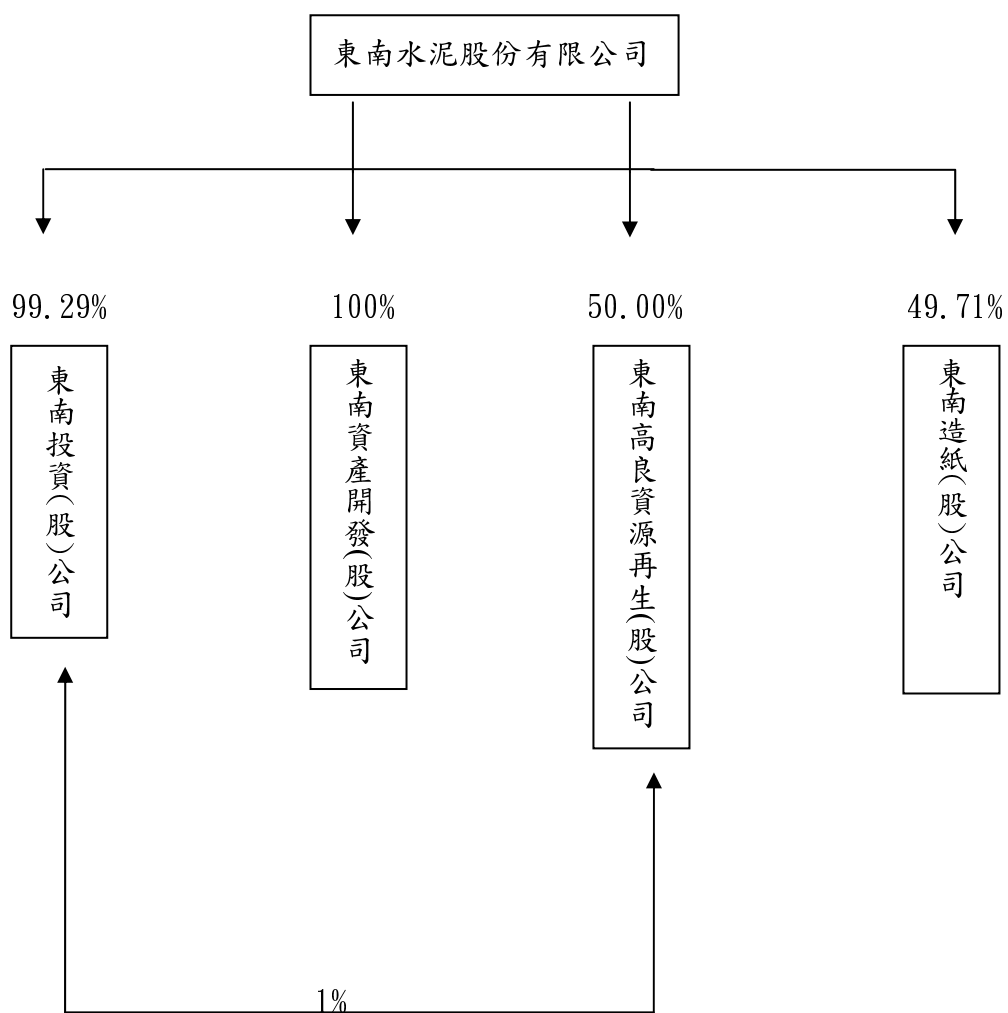 東南水泥股份有限公司
99.29%
100%
50.00%
49.71%
東南投資(股)公司
東南資產開發(股)公司
東南高良資源再生(股)公司
東南造紙(股)公司
1%